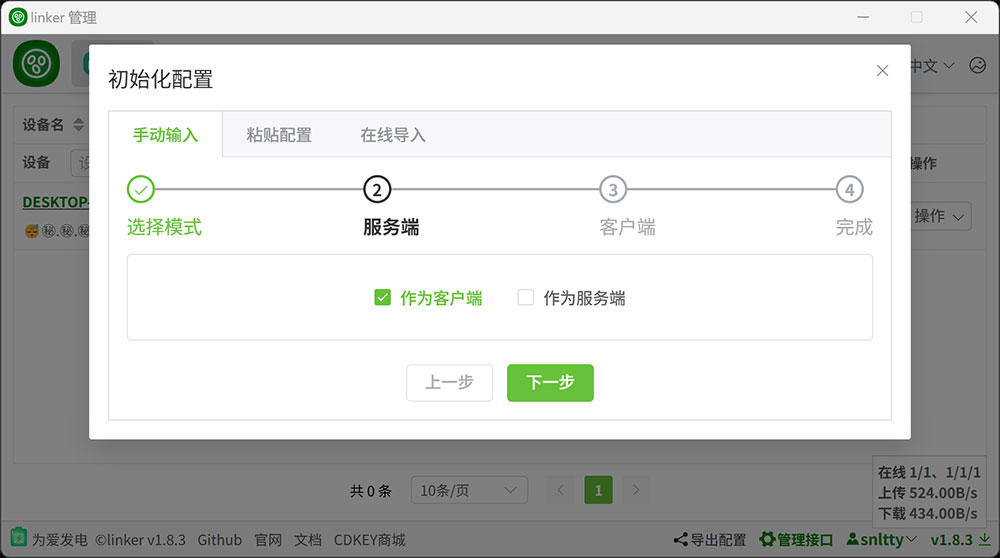 linker 管理
初始化配置
中文
手动输入 粘贴配置 在线导入
设备名
设备
操作
2 3 4
选择模式 服务端 客户端 完成
DESKTOP-
操作
秘.秘.秘
作为客户端 作为服务端
上一步 下一步
共 0 条 10条/页 1
在线 1/1、1/1/1
上传 524.00B/s
下载 434.00B/s
为爱发电 ©linker v1.8.3 Github 官网 文档 CDKEY商城 导出配置 管理接口 snltty v1.8.3